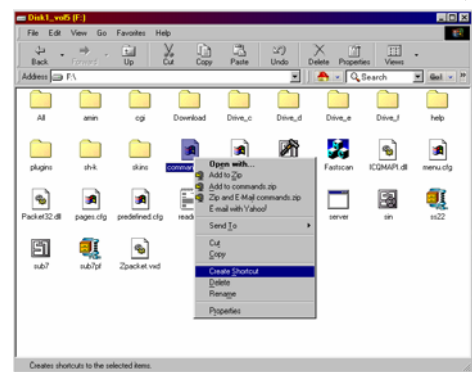 Disk1_vol5 (F:)
File Edit View Go Favorites Help
Back Forward Up Cut Copy Paste Undo Delete Properties Views
Address F:\ Search
All amin cgi Download Drive_c Drive_d Drive_e Drive_f help
plugins sh-k skins Fastscan ICQMAPI.dll menu.cfg
Open with...
Add to Zip
Add to commands.zip
Zip and E-Mail commands.zip
E-mail with Yahoo!
Packet32.dll pages.cfg predefined.cfg server sin ss22
Send To
Cut
Copy
sub7 sub7pf Zpacket.vxd
Create Shortcut
Delete
Rename
Properties
Creates shortcuts to the selected items.